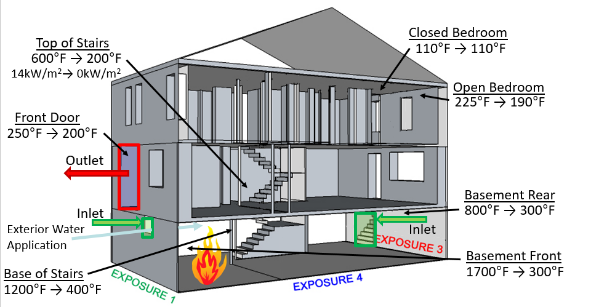 Top of Stairs
600°F → 200°F
14kW/m²→ 0kW/m²
Closed Bedroom
110°F → 110°F
Open Bedroom
225°F → 190°F
Front Door
250°F → 200°F
Outlet
Inlet
Exterior Water
Application
Base of Stairs
1200°F → 400°F
Basement Rear
800°F → 300°F
Inlet
EXPOSURE 3
Basement Front
1700°F → 300°F
EXPOSURE 1
EXPOSURE 4